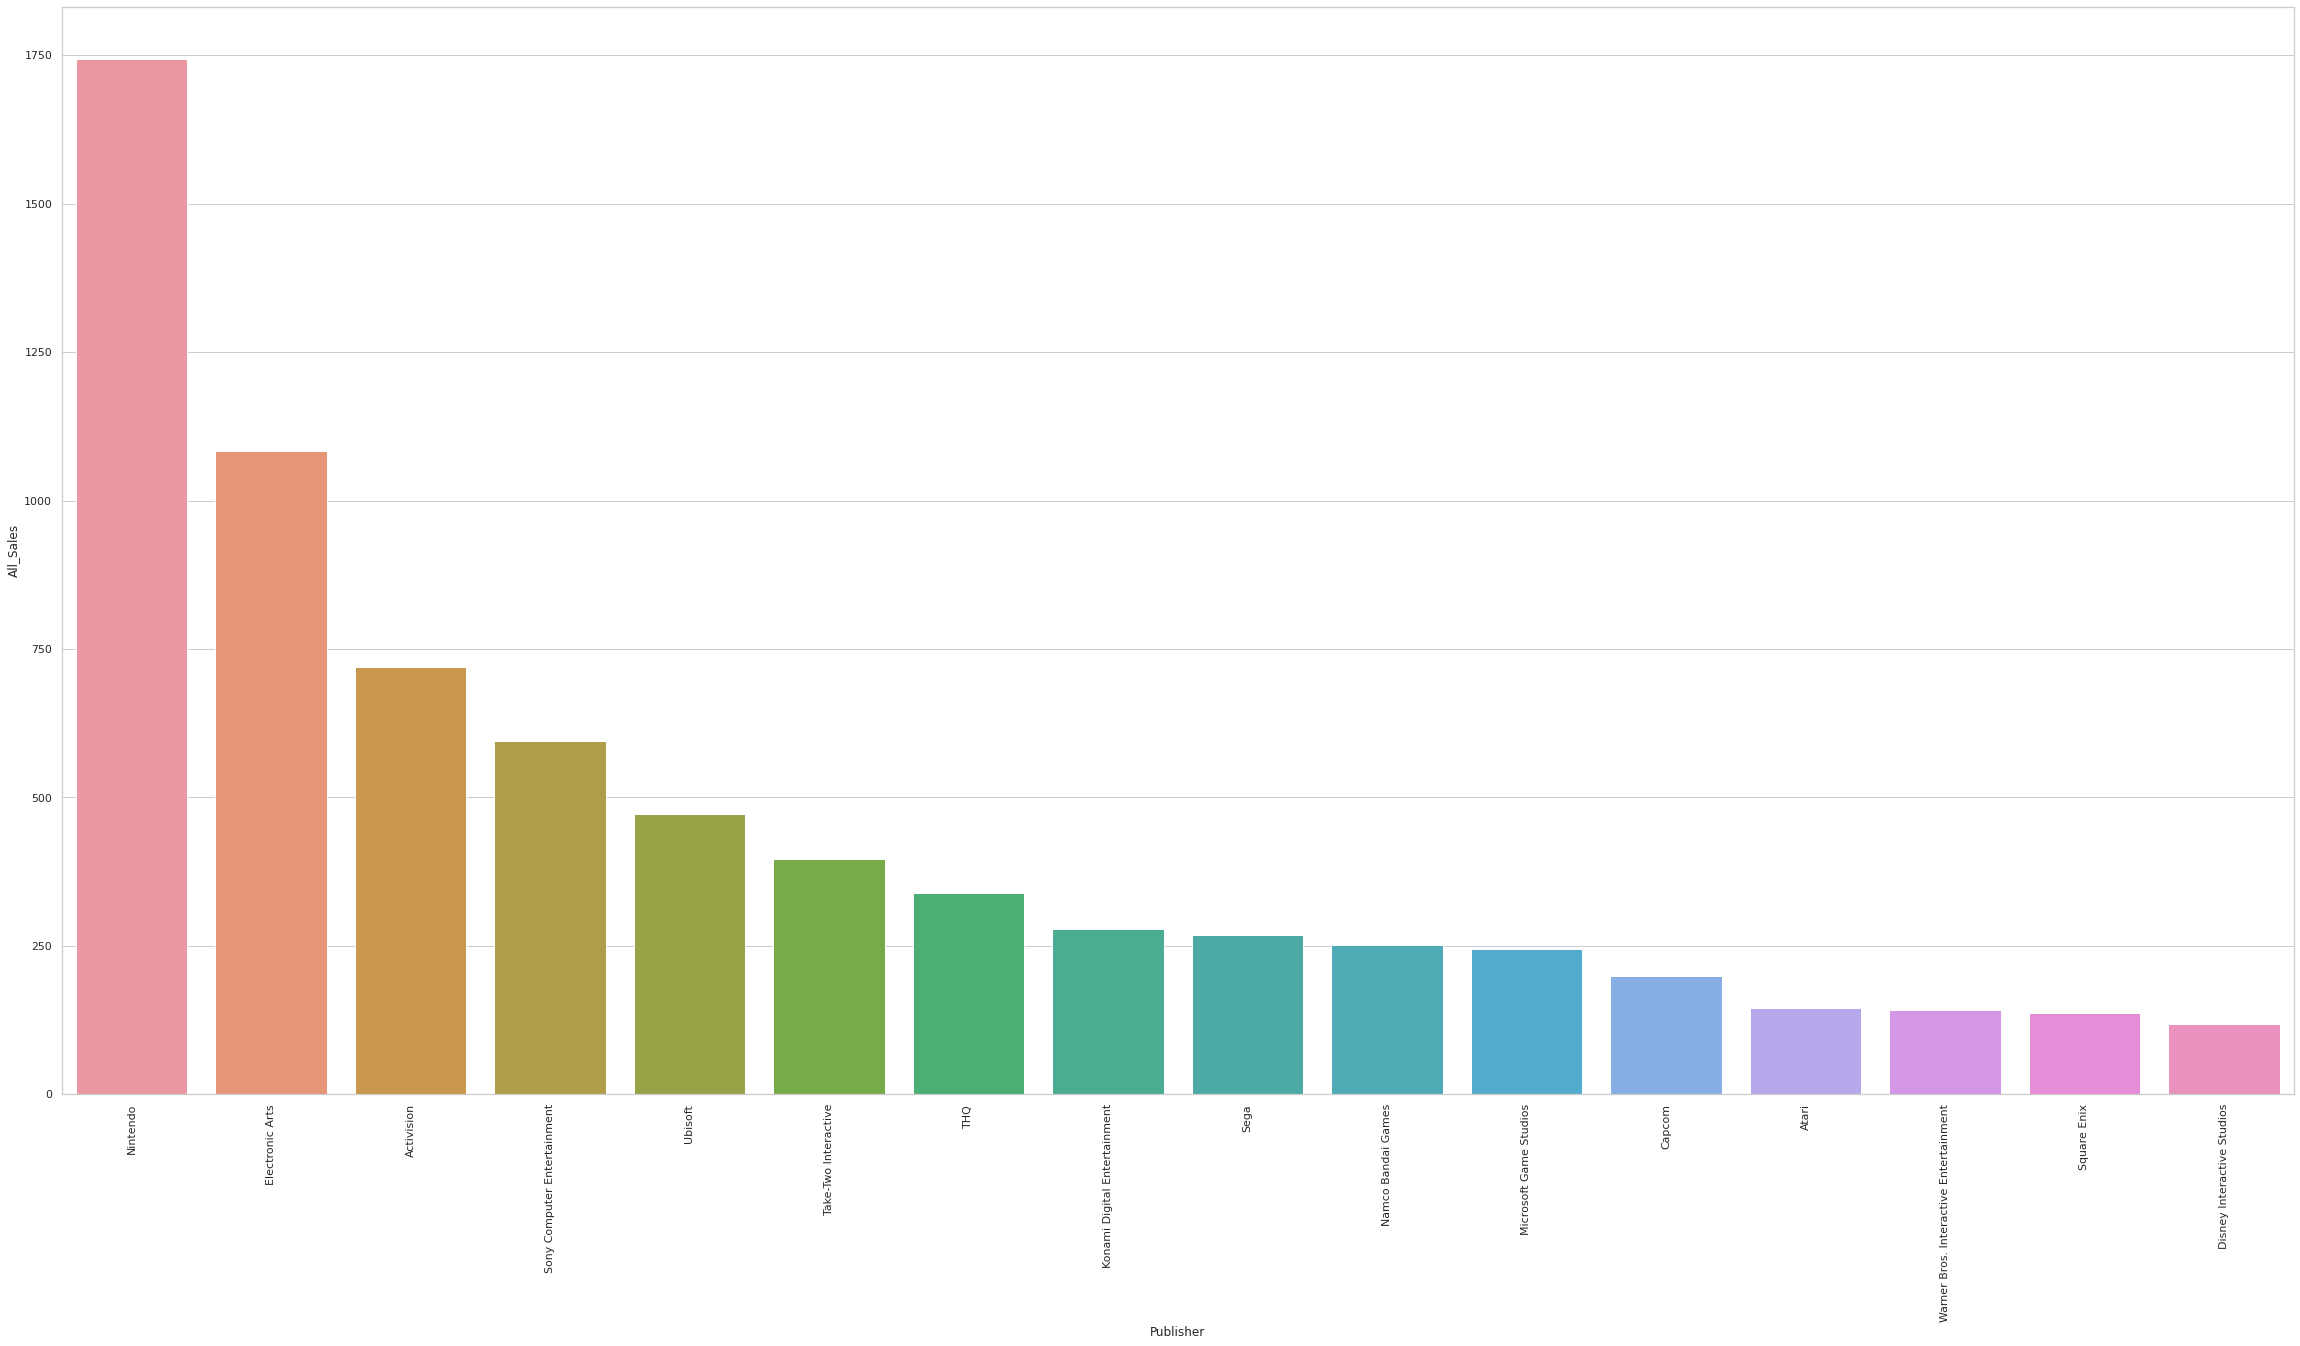 1750
1500
1250
1000
750
500
250
0
All_Sales
Nintendo
Electronic Arts
Activision
Sony Computer Entertainment
Ubisoft
Take-Two Interactive
THQ
Konami Digital Entertainment
Sega
Namco Bandai Games
Microsoft Game Studios
Capcom
Atari
Warner Bros. Interactive Entertainment
Square Enix
Disney Interactive Studios
Publisher